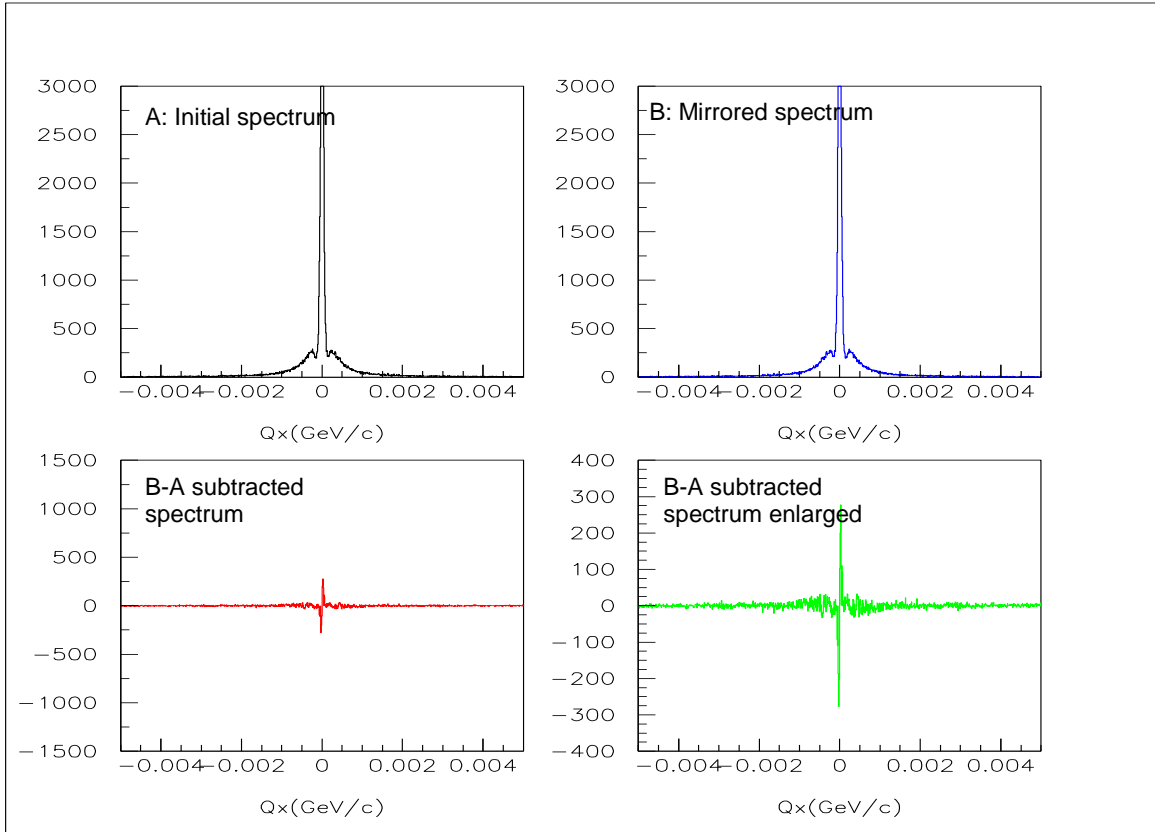 3000
2500
2000
1500
1000
500
0
A: Initial spectrum
−0.004 −0.002 0 0.002 0.004
Qx(GeV/c)
3000
2500
2000
1500
1000
500
0
B: Mirrored spectrum
−0.004 −0.002 0 0.002 0.004
Qx(GeV/c)
1500
1000
500
0
−500
−1000
−1500
B-A subtracted
spectrum
−0.004 −0.002 0 0.002 0.004
Qx(GeV/c)
400
300
200
100
0
−100
−200
−300
−400
B-A subtracted
spectrum enlarged
−0.004 −0.002 0 0.002 0.004
Qx(GeV/c)